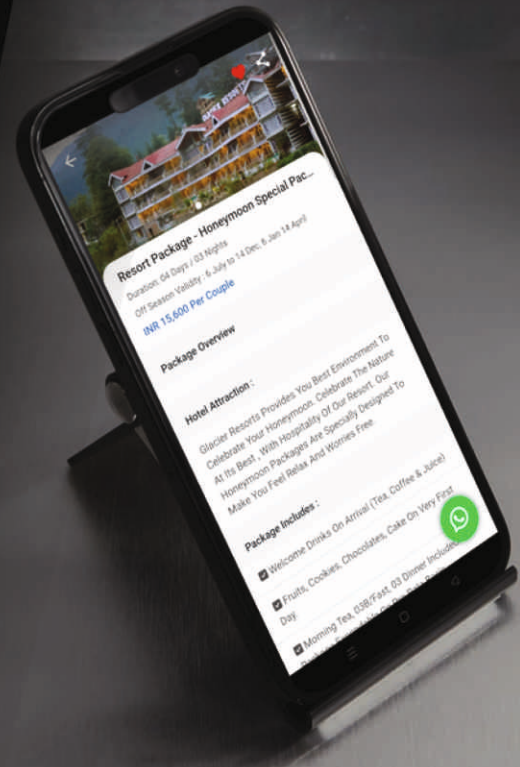 Resort Package - Honeymoon Special Pac...
Duration: 04 Days / 03 Nights
Off Season Validity : 6 July to 14 Dec, 6 Jan 14 April
INR 15,600 Per Couple
Package Overview
Hotel Attraction :
Glacier Resorts Provides You Best Environment To
Celebrate Your Honeymoon. Celebrate The Nature
At Its Best , With Hospitality Of Our Resort. Our
Honeymoon Packages Are Specially Designed To
Make You Feel Relax And Worries Free
Package Includes :
Welcome Drinks On Arrival (Tea, Coffee & Juice)
Fruits, Cookies, Chocolates, Cake On Very First
Day.
Morning Tea, 03B/Fast, 03 Dinner Included